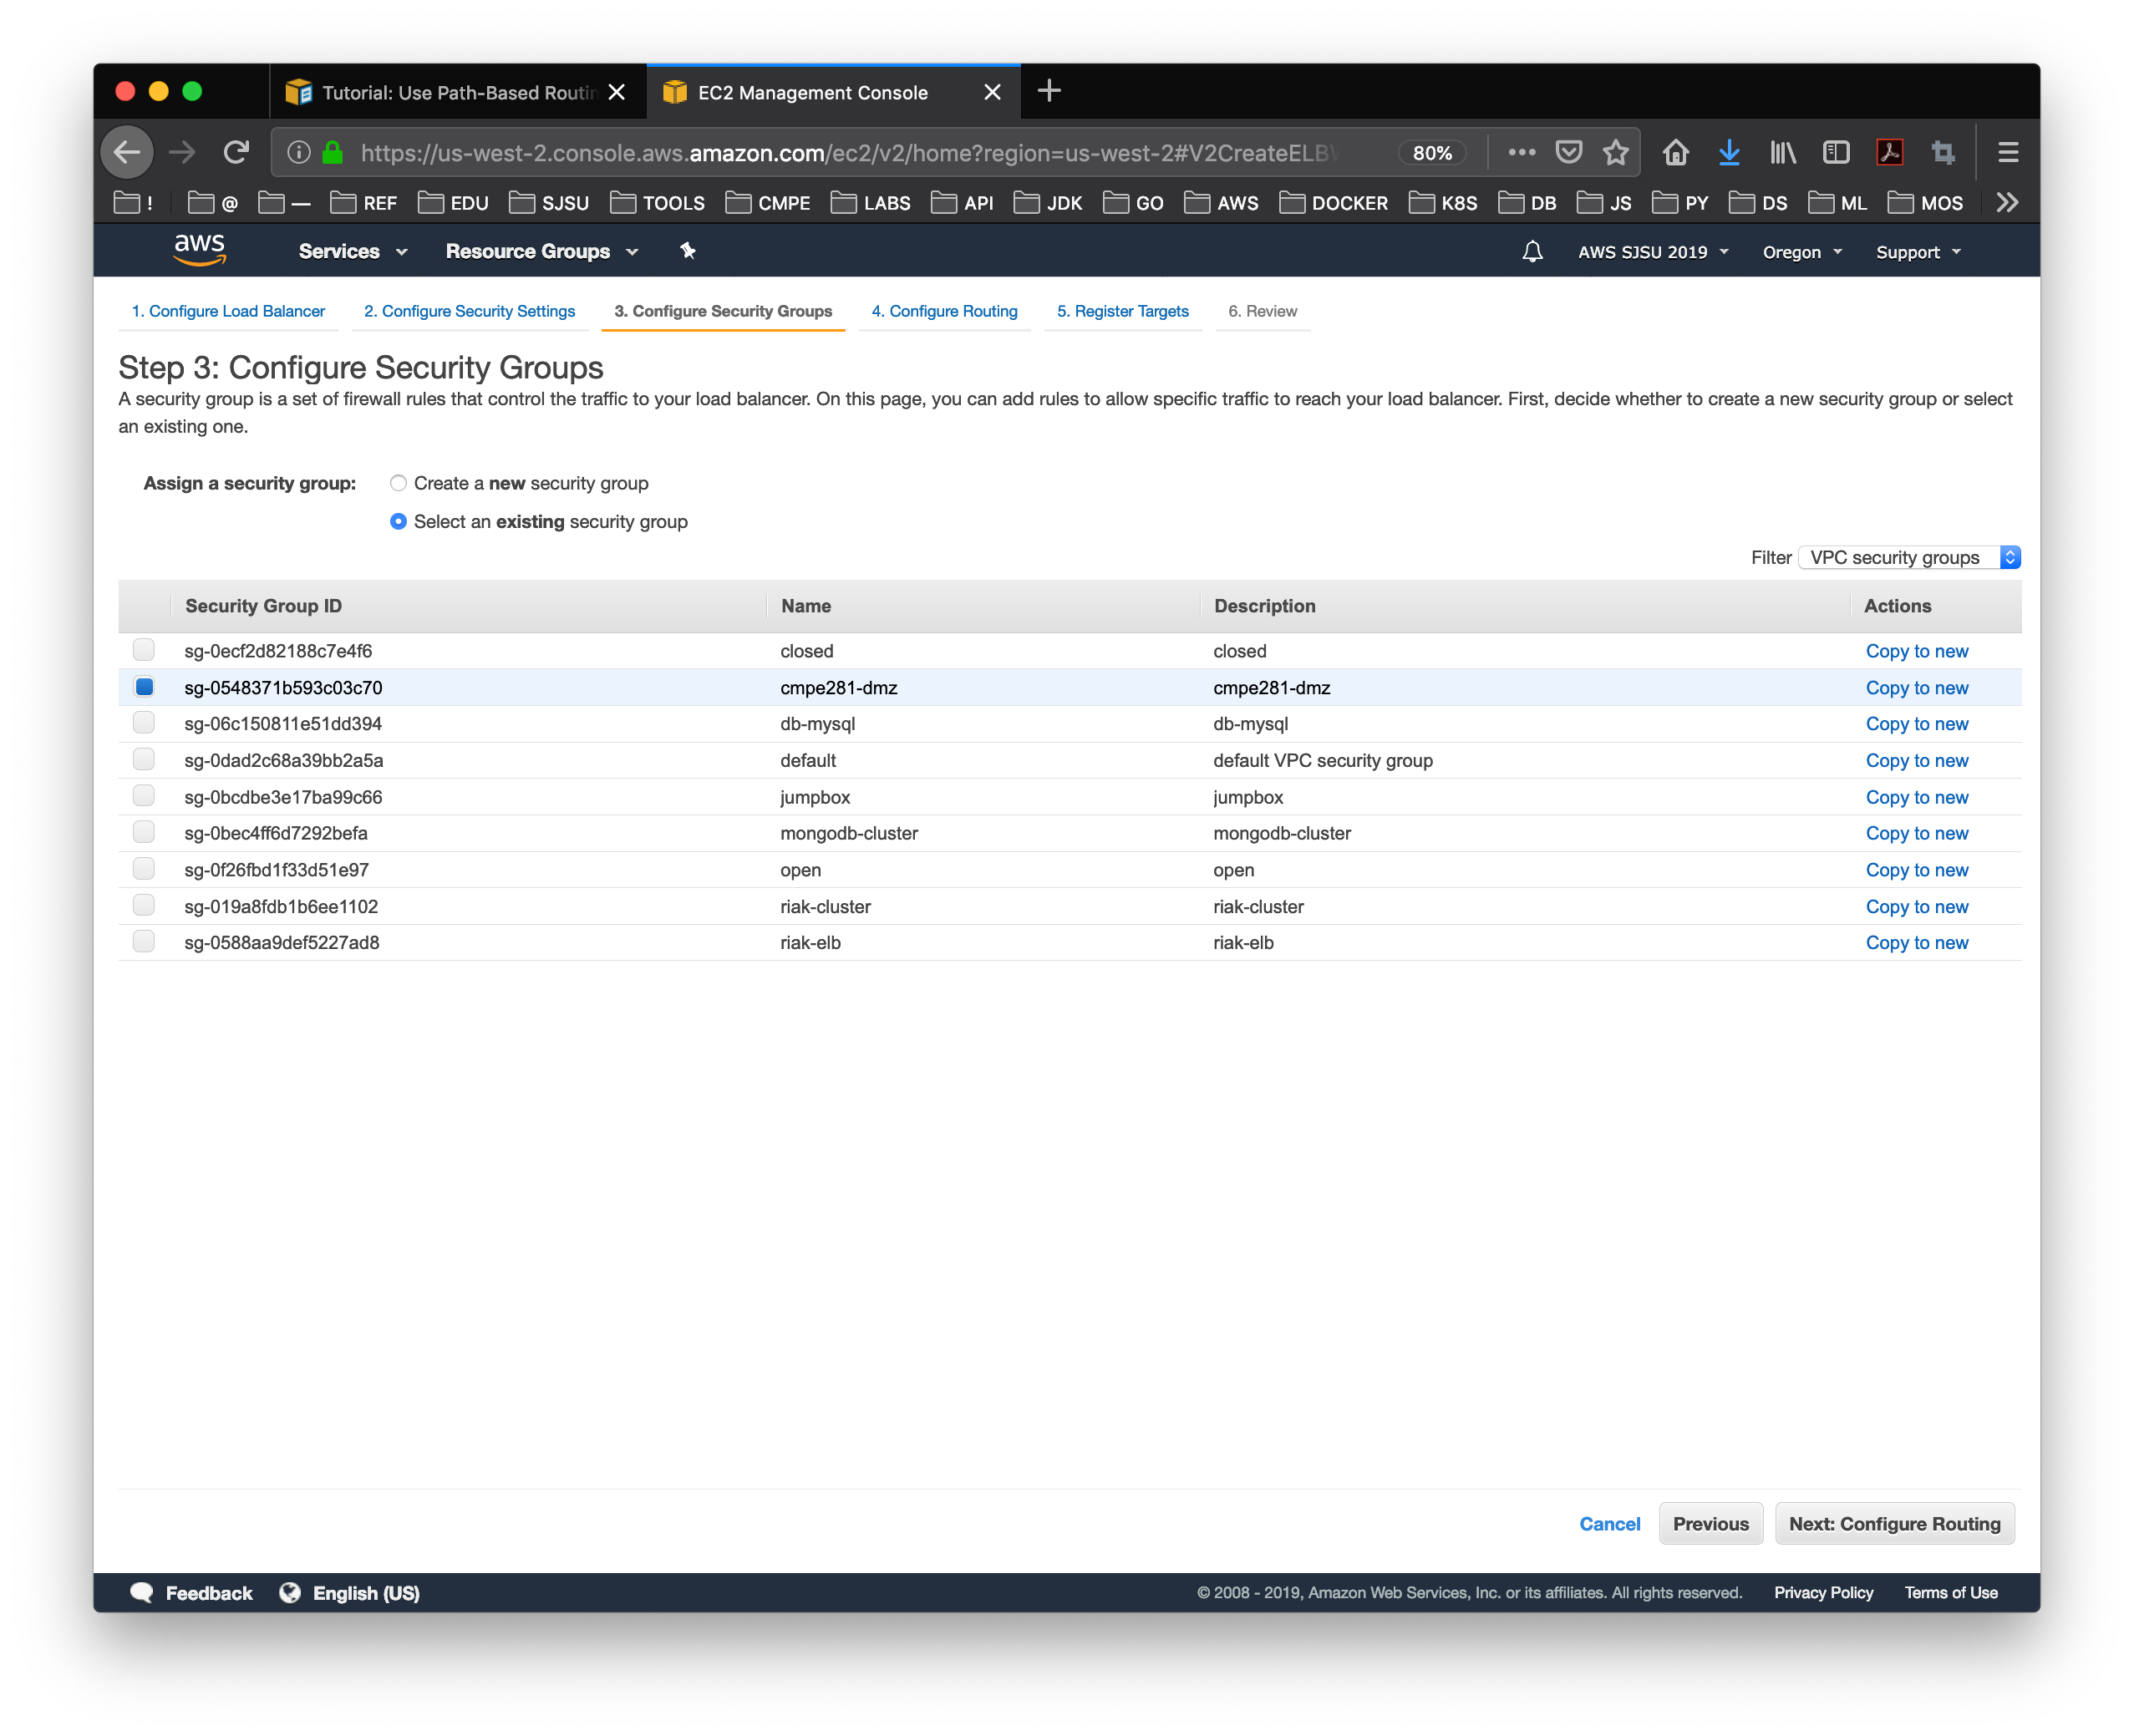 Tutorial: Use Path-Based Routin
EC2 Management Console
https://us-west-2.console.aws.amazon.com/ec2/v2/home?region=us-west-2#V2CreateELBW
80%
! @ — REF EDU SJSU TOOLS CMPE LABS API JDK GO AWS DOCKER K8S DB JS PY DS ML MOS
aws Services Resource Groups AWS SJSU 2019 Oregon Support
1. Configure Load Balancer 2. Configure Security Settings 3. Configure Security Groups 4. Configure Routing 5. Register Targets 6. Review
Step 3: Configure Security Groups
A security group is a set of firewall rules that control the traffic to your load balancer. On this page, you can add rules to allow specific traffic to reach your load balancer. First, decide whether to create a new security group or select
an existing one.
Assign a security group: Create a new security group
Select an existing security group
Filter VPC security groups
Security Group ID Name Description Actions
sg-0ecf2d82188c7e4f6 closed closed Copy to new
sg-0548371b593c03c70 cmpe281-dmz cmpe281-dmz Copy to new
sg-06c150811e51dd394 db-mysql db-mysql Copy to new
sg-0dad2c68a39bb2a5a default default VPC security group Copy to new
sg-0bcdbe3e17ba99c66 jumpbox jumpbox Copy to new
sg-0bec4ff6d7292befa mongodb-cluster mongodb-cluster Copy to new
sg-0f26fbd1f33d51e97 open open Copy to new
sg-019a8fdb1b6ee1102 riak-cluster riak-cluster Copy to new
sg-0588aa9def5227ad8 riak-elb riak-elb Copy to new
Cancel Previous Next: Configure Routing
Feedback English (US) © 2008 - 2019, Amazon Web Services, Inc. or its affiliates. All rights reserved. Privacy Policy Terms of Use